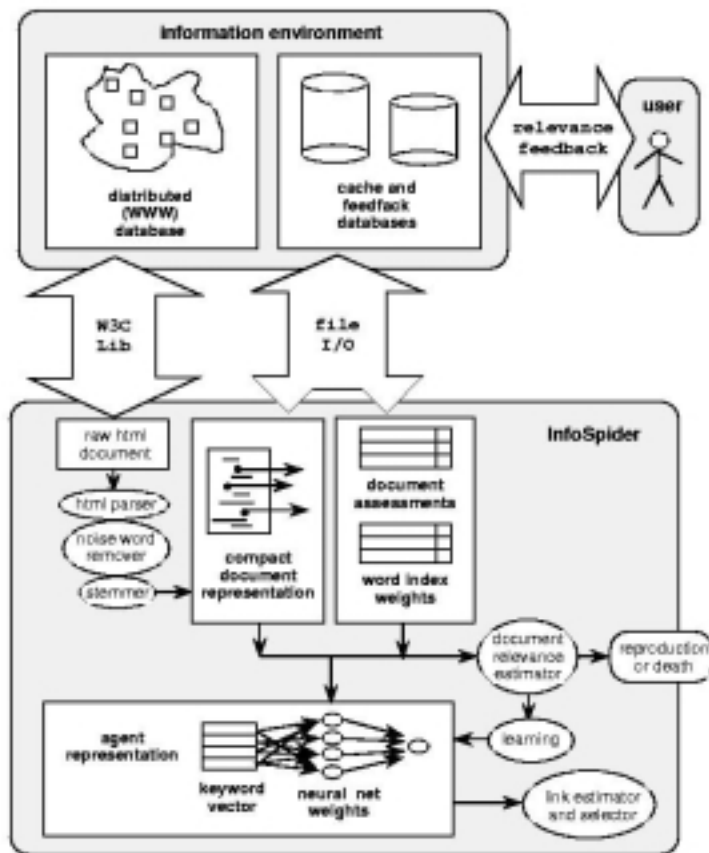 information environment
distributed
(WWW)
database
cache and
feedfack
databases
relevance
feedback
user
W3C
Lib
file
I/O
InfoSpider
raw html
document
html parser
noise word
remover
stemmer
compact
document
representation
document
assessments
word index
weights
document
relevance
estimator
reproduction
or death
learning
agent
representation
keyword
vector
neural net
weights
link estimator
and selector